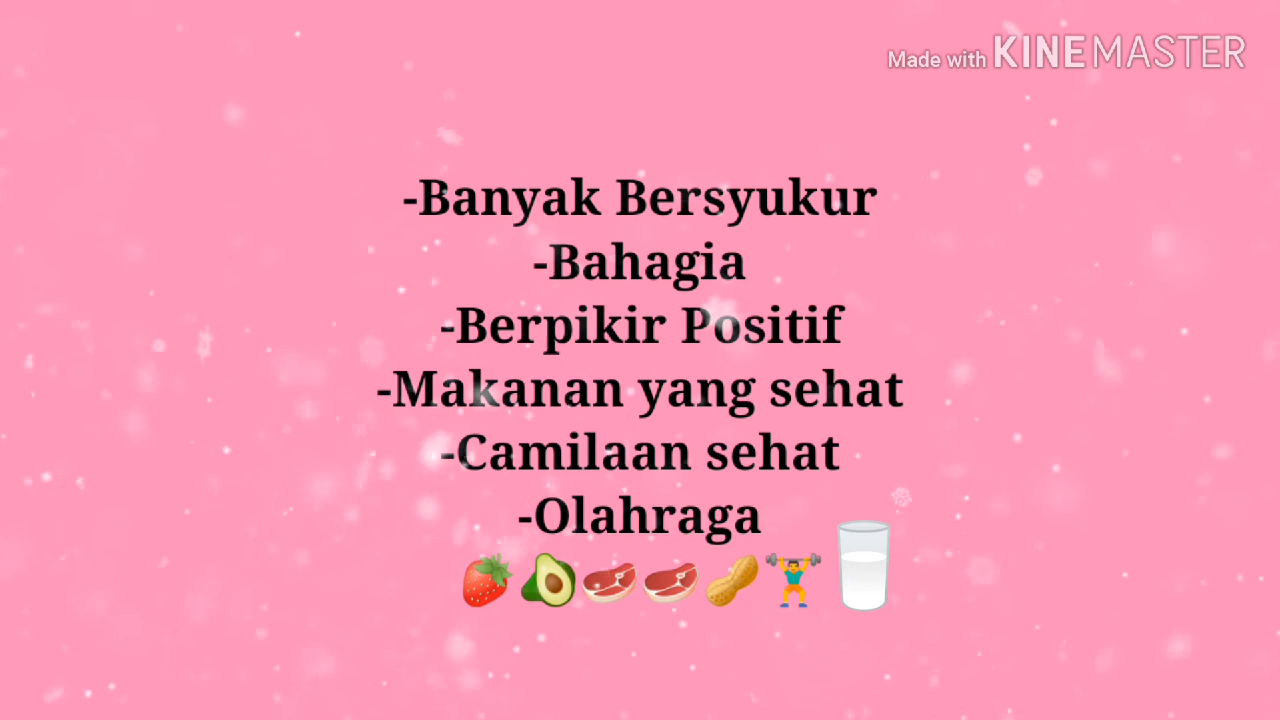 Made with KINEMASTER
-Banyak Bersyukur
-Bahagia
-Berpikir Positif
-Makanan yang sehat
-Camilaan sehat
-Olahraga
🍓🥑🥩🥩🥜🏋️🥛